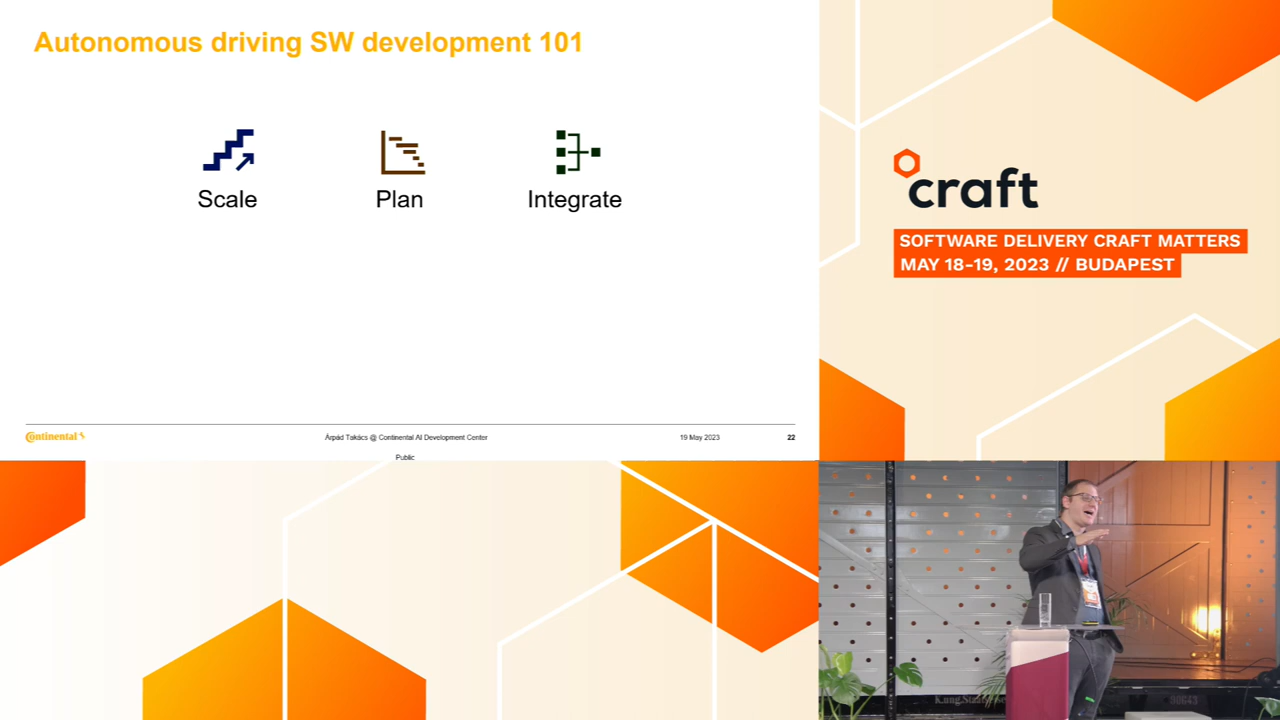 Autonomous driving SW development 101
Scale
Plan
Integrate
Continental
Árpád Takács @ Continental AI Development Center
19 May 2023
22
Public
craft
SOFTWARE DELIVERY CRAFT MATTERS
MAY 18-19, 2023 // BUDAPEST